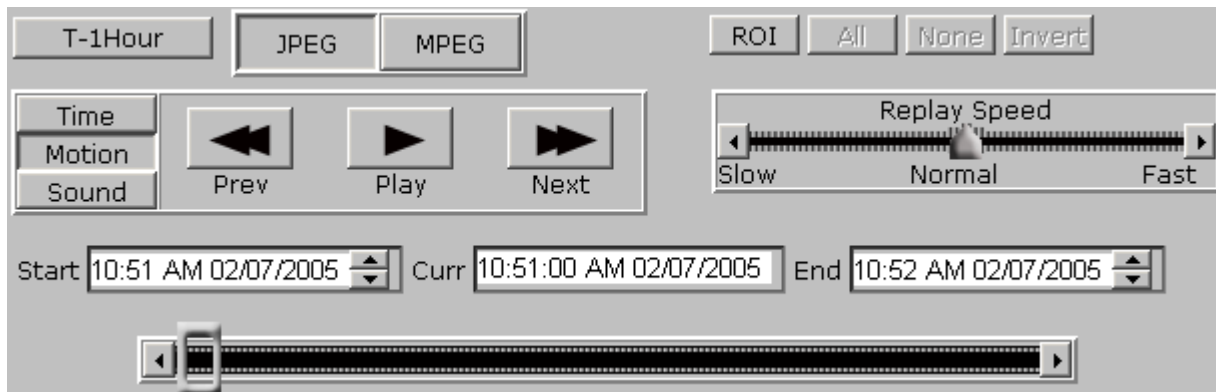 T-1Hour JPEG MPEG ROI All None Invert
Time
Motion
Sound
Prev Play Next
Replay Speed
Slow Normal Fast
Start 10:51 AM 02/07/2005 Curr 10:51:00 AM 02/07/2005 End 10:52 AM 02/07/2005